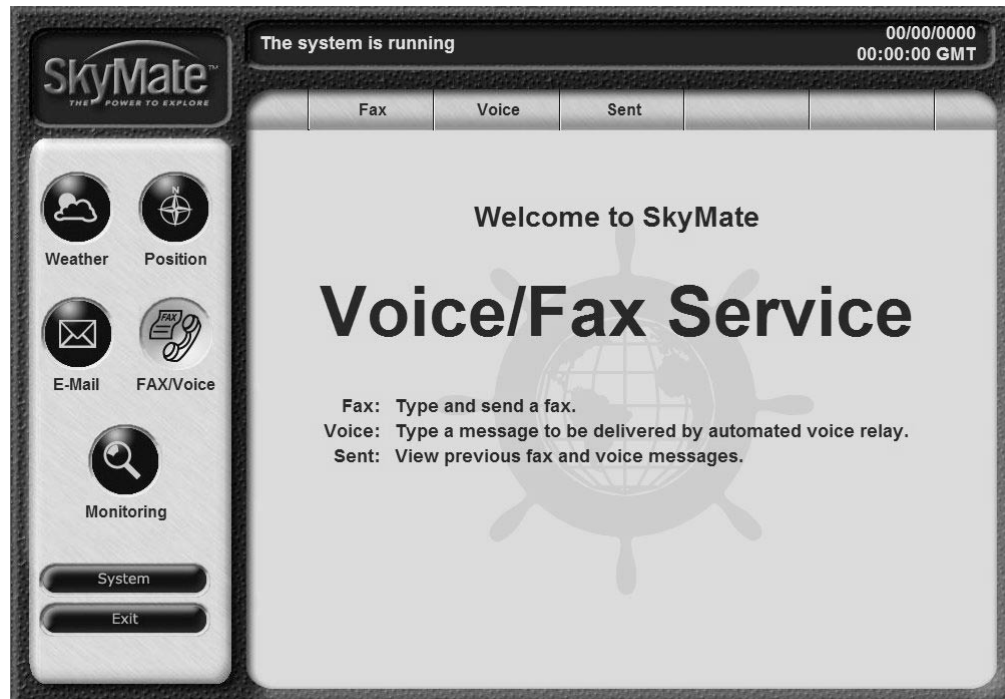 SkyMate™
THE POWER TO EXPLORE
The system is running
00/00/0000
00:00:00 GMT
Fax Voice Sent
Weather
N
Position
E-Mail
FAX
FAX/Voice
Monitoring
System
Exit
Welcome to SkyMate
Voice/Fax Service
Fax: Type and send a fax.
Voice: Type a message to be delivered by automated voice relay.
Sent: View previous fax and voice messages.